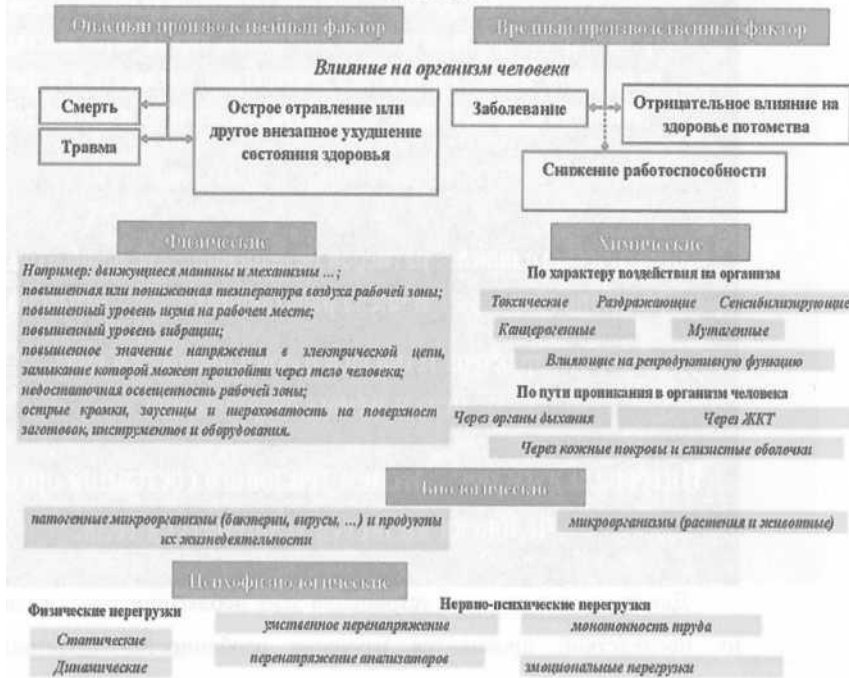 Опасный производственный фактор
Вредный производственный фактор
Влияние на организм человека
Смерть
Травма
Острое отравление или
другое внезапное ухудшение
состояния здоровья
Заболевание
Отрицательное влияние на
здоровье потомства
Снижение работоспособности
Физические
Например: движущиеся машины и механизмы ...;
повышенная или пониженная температура воздуха рабочей зоны;
повышенный уровень шума на рабочем месте;
повышенный уровень вибрации;
повышенное значение напряжения в электрической цепи,
замыкание которой может произойти через тело человека;
недостаточная освещенность рабочей зоны;
острые кромки, заусенцы и шероховатость на поверхност
заготовок, инструментов и оборудования.
Химические
По характеру воздействия на организм
Токсические Раздражающие Сенсибилизирующие
Канцерогенные Мутагенные
Влияющие на репродуктивную функцию
По пути проникания в организм человека
Через органы дыхания Через ЖКТ
Через кожные покровы и слизистые оболочки
Биологические
патогенные микроорганизмы (бактерии, вирусы, ...) и продукты
их жизнедеятельности
микроорганизмы (растения и животные)
Психофизиологические
Физические перегрузки
Статические
Динамические
Нервно-психические перегрузки
умственное перенапряжение
монотонность труда
перенапряжение анализаторов
эмоциональные перегрузки